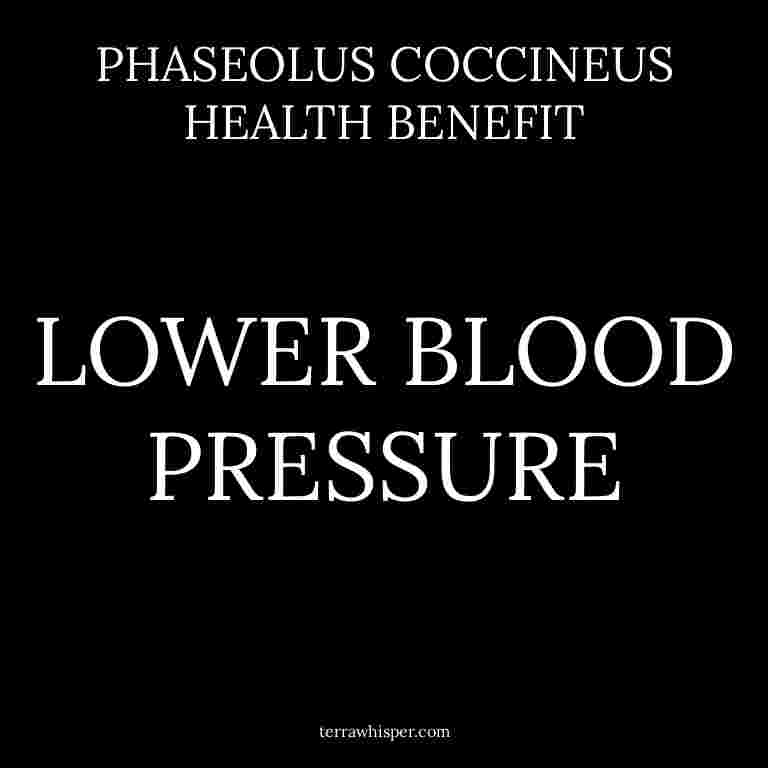 PHASEOLUS COCCINEUS
HEALTH BENEFIT
LOWER BLOOD
PRESSURE
terrawhisper.com